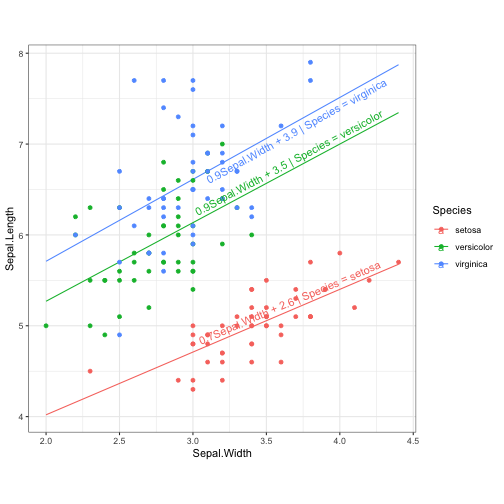 8
7
6
5
4
2.0 2.5 3.0 3.5 4.0 4.5
Sepal.Width
Sepal.Length
0.9Sepal.Width + 3.9 | Species = virginica
0.9Sepal.Width + 3.5 | Species = versicolor
0.7Sepal.Width + 2.6 | Species = setosa
Species
a setosa
a versicolor
a virginica